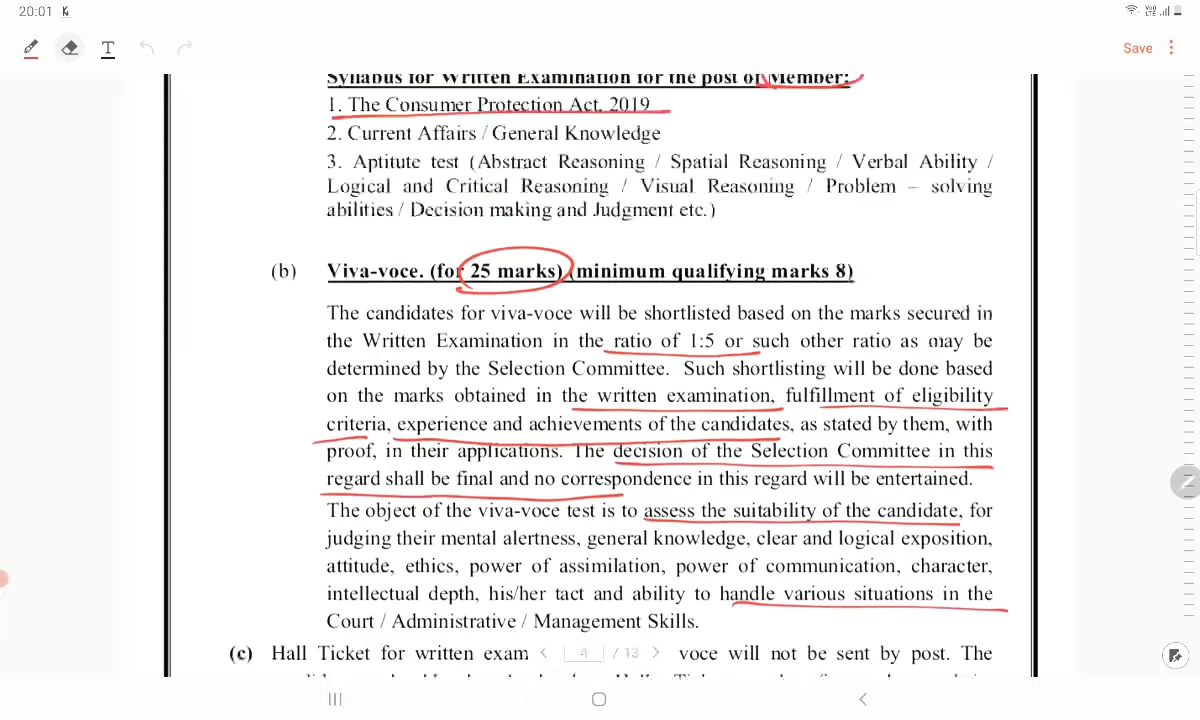 20:01
Save
Syllabus for Written Examination for the post of Member:
1. The Consumer Protection Act, 2019
2. Current Affairs / General Knowledge
3. Aptitute test (Abstract Reasoning / Spatial Reasoning / Verbal Ability /
Logical and Critical Reasoning / Visual Reasoning / Problem – solving
abilities / Decision making and Judgment etc.)
(b) Viva-voce. (for 25 marks) (minimum qualifying marks 8)
The candidates for viva-voce will be shortlisted based on the marks secured in
the Written Examination in the ratio of 1:5 or such other ratio as may be
determined by the Selection Committee. Such shortlisting will be done based
on the marks obtained in the written examination, fulfillment of eligibility
criteria, experience and achievements of the candidates, as stated by them, with
proof, in their applications. The decision of the Selection Committee in this
regard shall be final and no correspondence in this regard will be entertained.
The object of the viva-voce test is to assess the suitability of the candidate, for
judging their mental alertness, general knowledge, clear and logical exposition,
attitude, ethics, power of assimilation, power of communication, character,
intellectual depth, his/her tact and ability to handle various situations in the
Court / Administrative / Management Skills.
(c) Hall Ticket for written exam < 4 / 13 > voce will not be sent by post. The